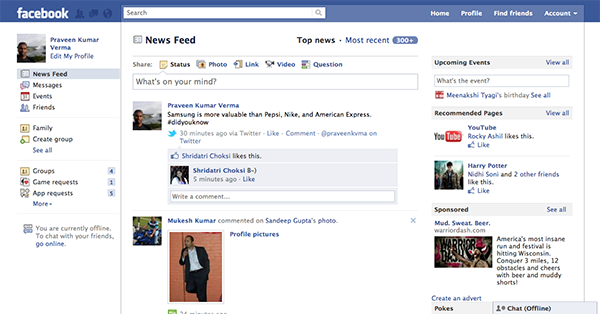 facebook
Search
Home Profile Find friends Account
Praveen Kumar
Verma
Edit My Profile
News Feed
Messages
Events
Friends
Family
Create group
See all
Groups 4
Game requests 1
App requests 5
More
You are currently offline.
To chat with your friends,
go online.
News Feed
Top news · Most recent 300+
Share: Status Photo Link Video Question
What's on your mind?
Praveen Kumar Verma
Samsung is more valuable than Pepsi, Nike, and American Express.
#didyouknow
30 minutes ago via Twitter · Like · Comment · @praveenkvma on
Twitter
Shridatri Choksi likes this.
Shridatri Choksi B-)
5 minutes ago · Like
Write a comment...
Mukesh Kumar commented on Sandeep Gupta's photo.
Profile pictures
Upcoming Events View all
What's the event?
Meenakshi Tyagi's birthday See all
Recommended Pages View all
YouTube
Rocky Ashil likes this.
Like
You Tube
Harry Potter
Nidhi Soni and 2 other friends
like this.
Like
Sponsored See all
Mud. Sweat. Beer.
warriordash.com
WARRIOR
DASH
America's most insane
run and festival is
hitting Wisconsin.
Conquer 3 miles, 12
obstacles and cheers
with beer and muddy
shorts!
Create an advert
Pokes
Chat (Offline)